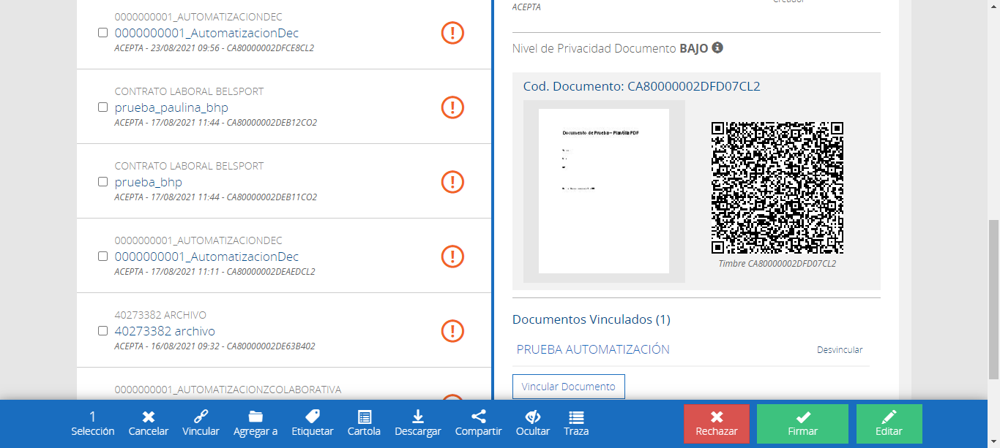 0000000001_AUTOMATIZACIONDEC
0000000001_AutomatizacionDec
ACEPTA - 23/08/2021 09:56 - CA80000002DFCE8CL2
CONTRATO LABORAL BELSPORT
prueba_paulina_bhp
ACEPTA - 17/08/2021 11:44 - CA80000002DEB12CO2
CONTRATO LABORAL BELSPORT
prueba_bhp
ACEPTA - 17/08/2021 11:44 - CA80000002DEB11CO2
0000000001_AUTOMATIZACIONDEC
0000000001_AutomatizacionDec
ACEPTA - 17/08/2021 11:11 - CA80000002DEAEDCL2
40273382 ARCHIVO
40273382 archivo
ACEPTA - 16/08/2021 09:32 - CA80000002DE63B402
0000000001_AUTOMATIZACIONZCOLABORATIVA
ACEPTA
Creador
Nivel de Privacidad Documento BAJO
Cod. Documento: CA80000002DFD07CL2
Documento de Prueba – Plantilla PDF
Timbre CA80000002DFD07CL2
Documentos Vinculados (1)
PRUEBA AUTOMATIZACIÓN
Desvincular
Vincular Documento
1
Selección
Cancelar
Vincular
Agregar a
Etiquetar
Cartola
Descargar
Compartir
Ocultar
Traza
Rechazar
Firmar
Editar